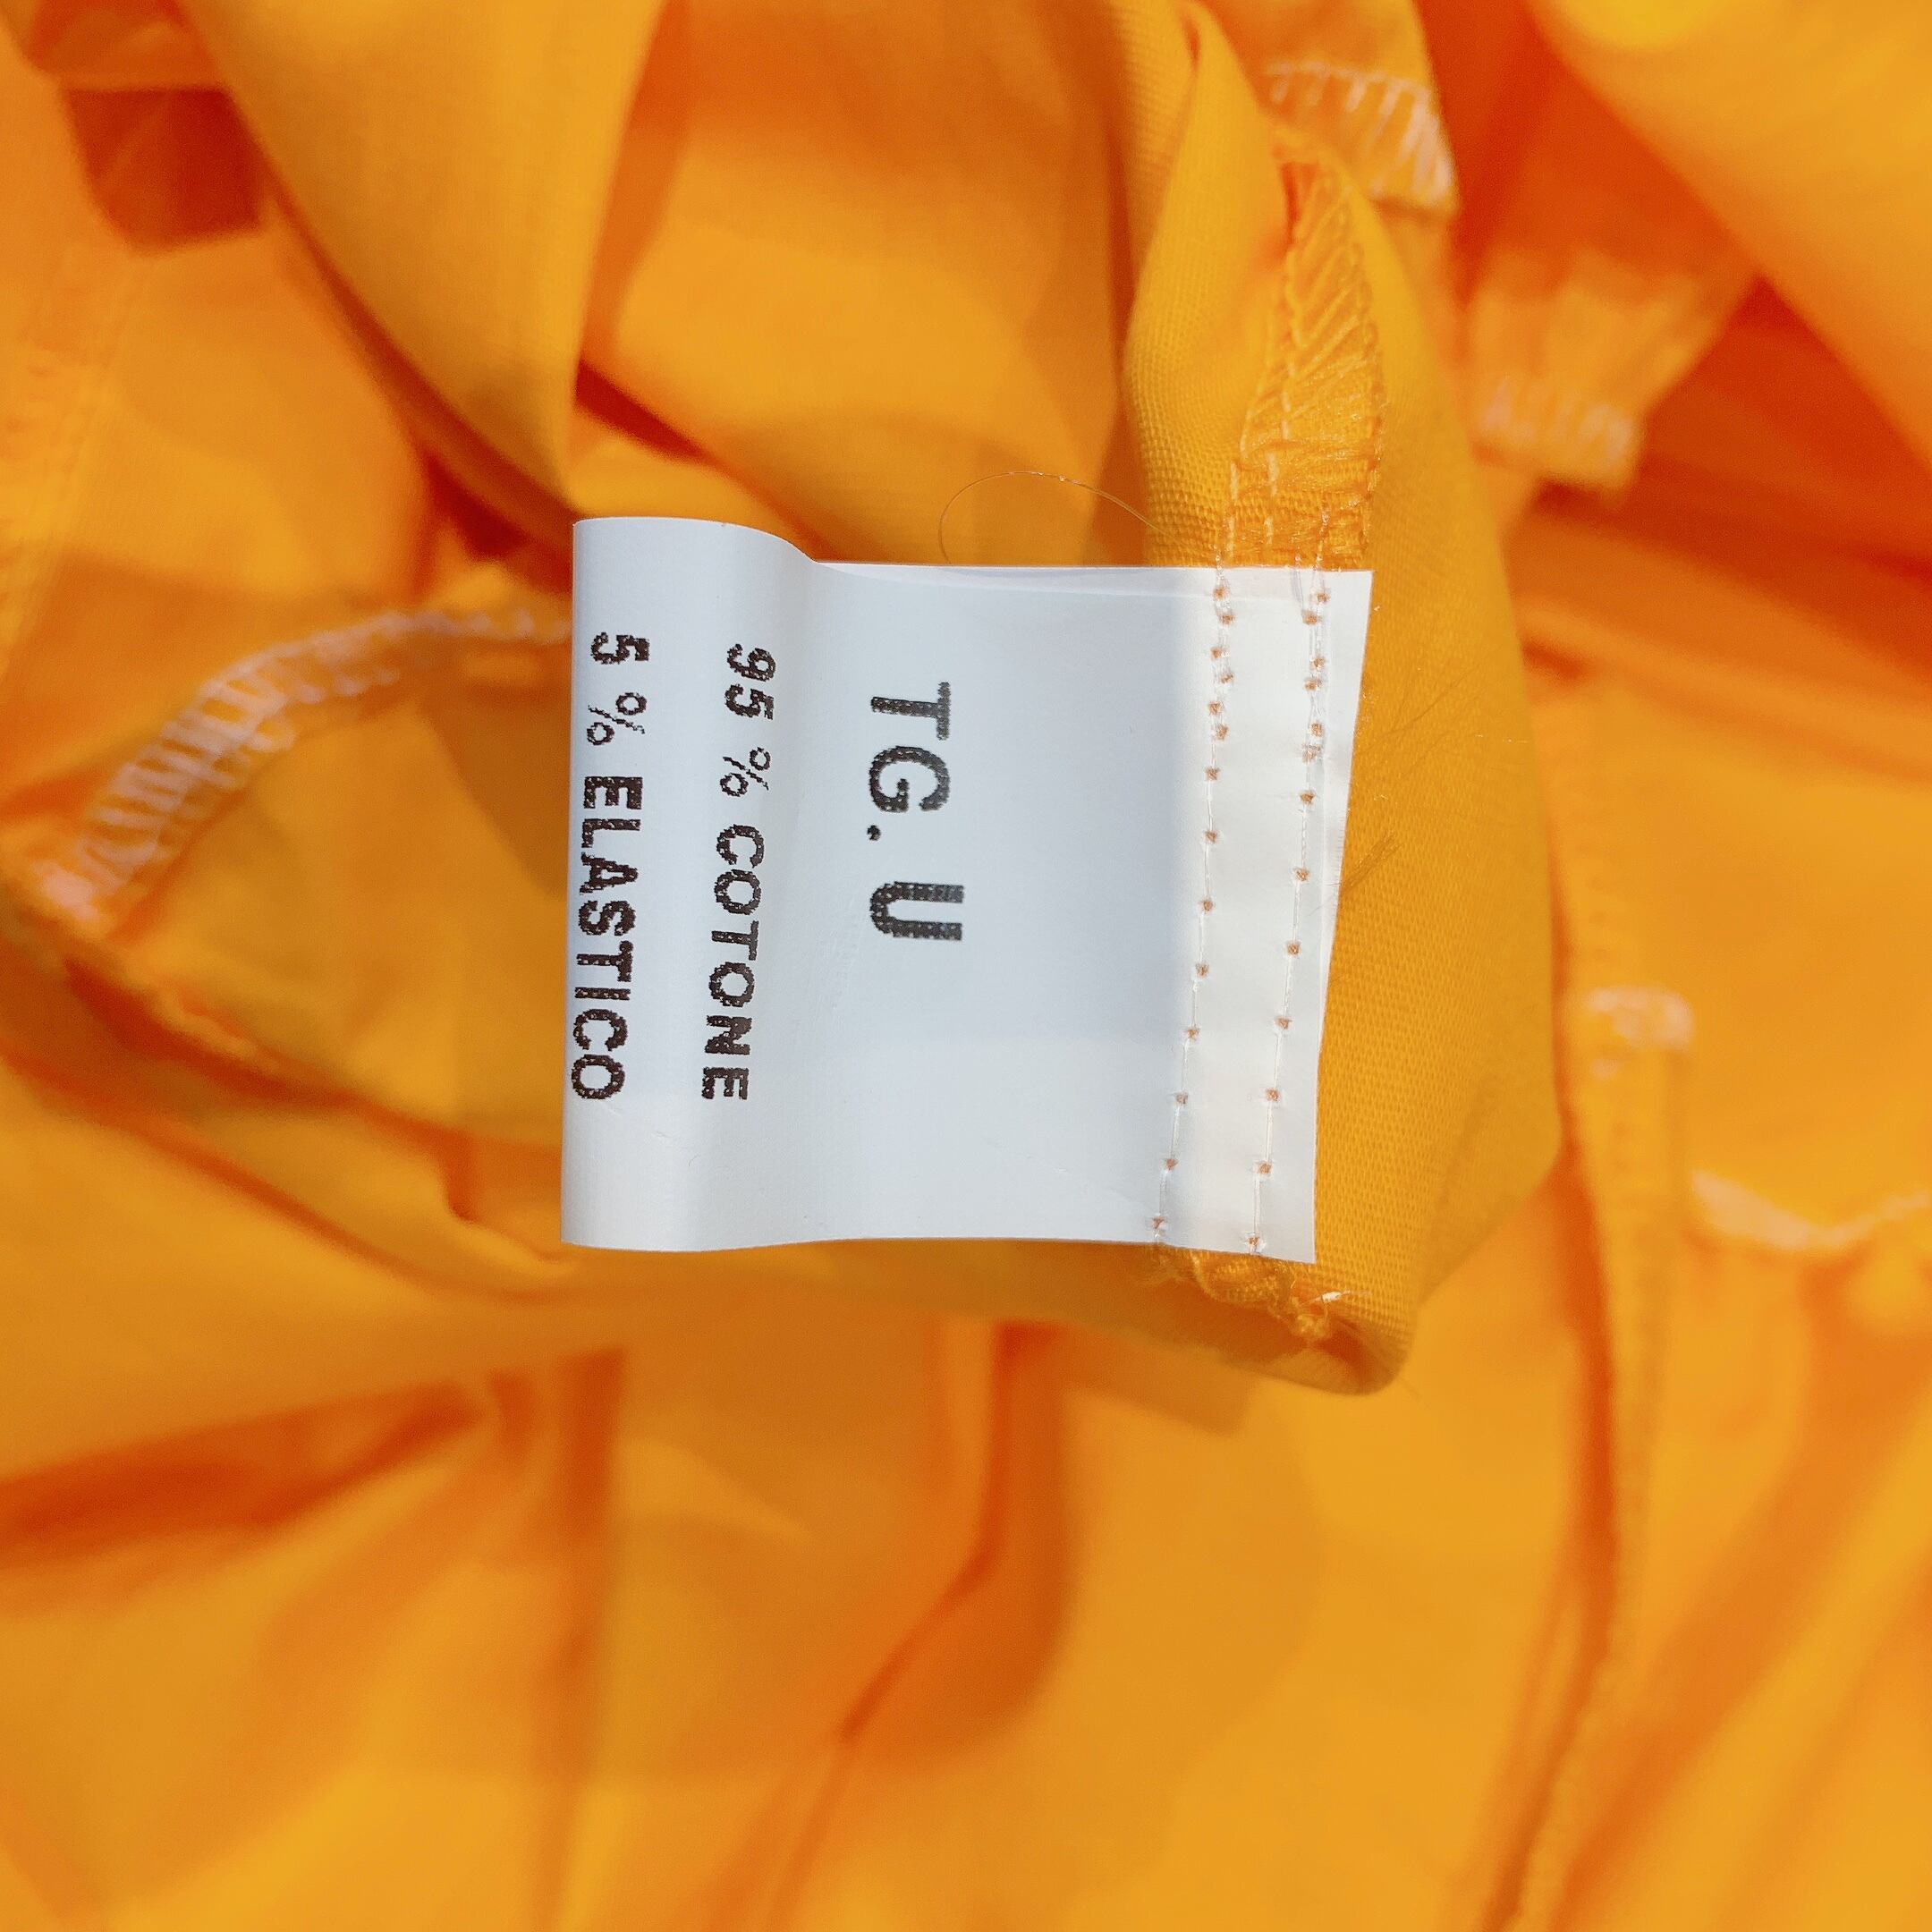 TG. U
95 % COTONE
5 % ELASTICO